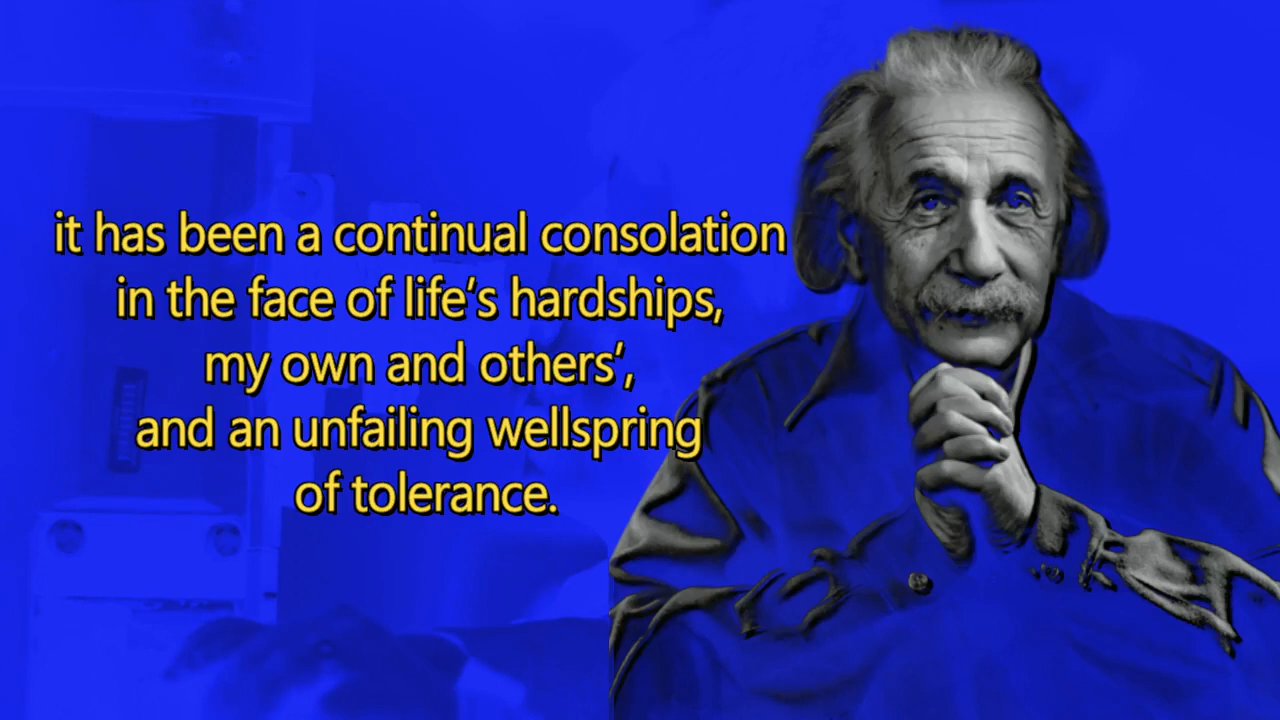 it has been a continual consolation
in the face of life's hardships,
my own and others',
and an unfailing wellspring
of tolerance.